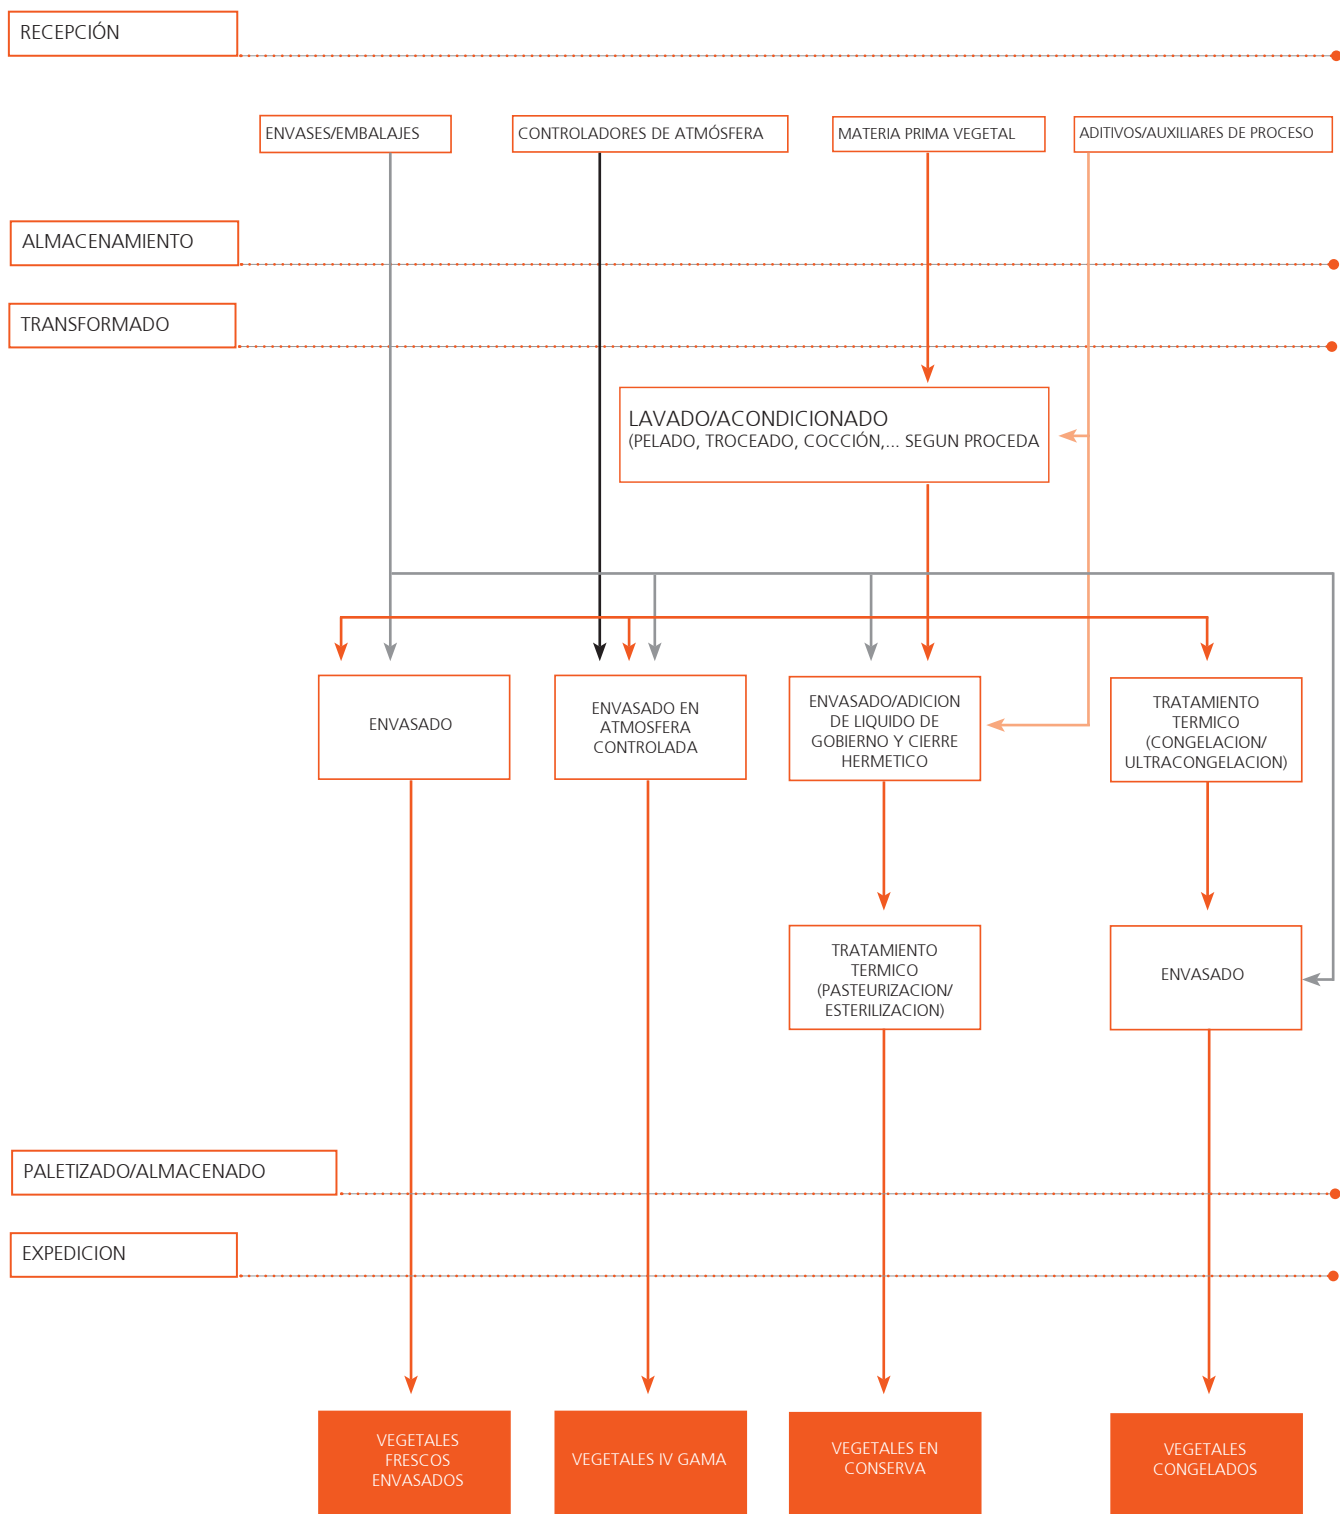 RECEPCIÓN
ENVASES/EMBALAJES
CONTROLADORES DE ATMÓSFERA
MATERIA PRIMA VEGETAL
ADITIVOS/AUXILIARES DE PROCESO
ALMACENAMIENTO
TRANSFORMADO
LAVADO/ACONDICIONADO
(PELADO, TROCEADO, COCCIÓN,... SEGUN PROCEDA
ENVASADO
ENVASADO EN
ATMOSFERA
CONTROLADA
ENVASADO/ADICION
DE LIQUIDO DE
GOBIERNO Y CIERRE
HERMETICO
TRATAMIENTO
TERMICO
(CONGELACION/
ULTRACONGELACION)
TRATAMIENTO
TERMICO
(PASTEURIZACION/
ESTERILIZACION)
ENVASADO
PALETIZADO/ALMACENADO
EXPEDICION
VEGETALES
FRESCOS
ENVASADOS
VEGETALES IV GAMA
VEGETALES EN
CONSERVA
VEGETALES
CONGELADOS